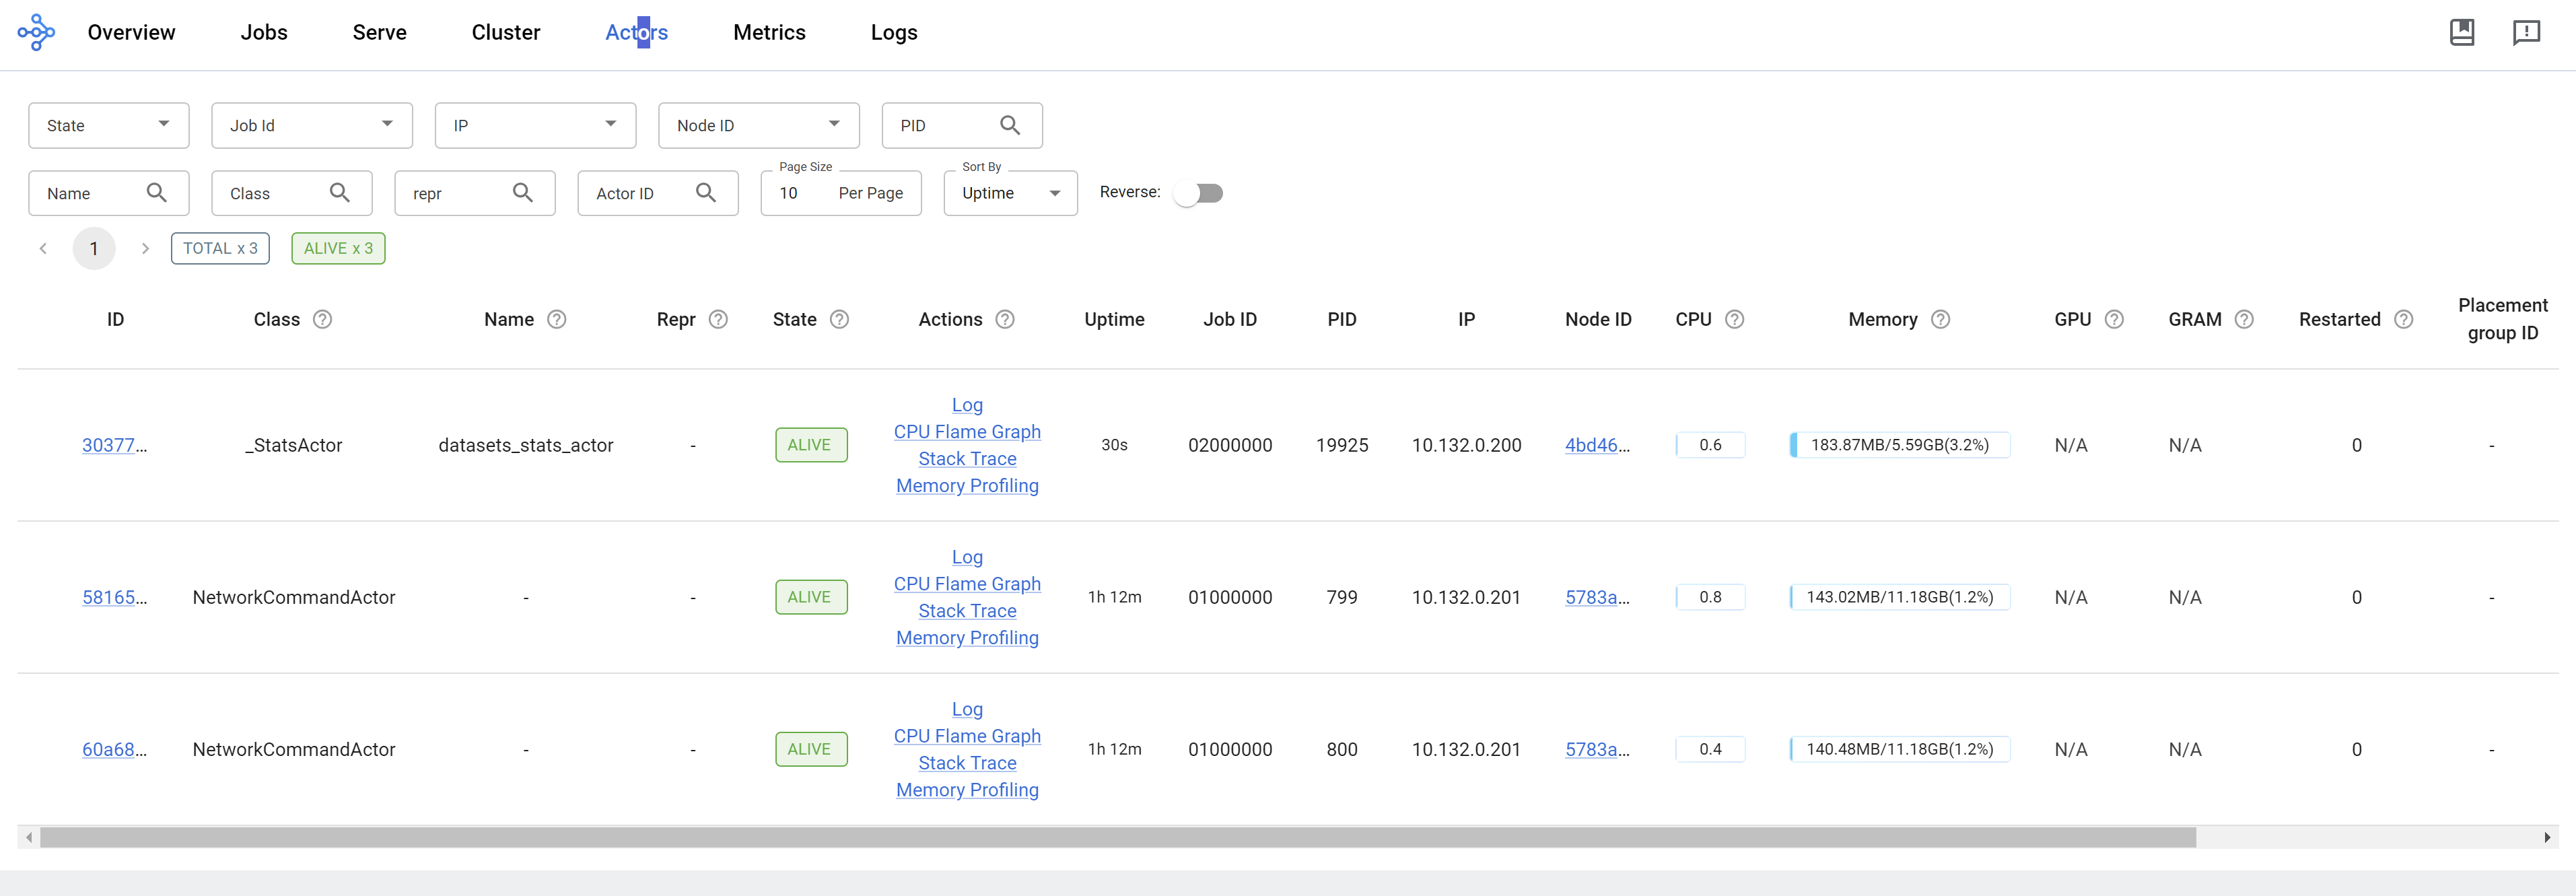 Overview Jobs Serve Cluster Actors Metrics Logs
State Job Id IP Node ID PID
Page Size Sort By
Name Class repr Actor ID 10 Per Page Uptime Reverse:
1 TOTAL x 3 ALIVE x 3
ID Class Name Repr State Actions Uptime Job ID PID IP Node ID CPU Memory GPU GRAM Restarted Placement
group ID
Log
CPU Flame Graph
30377... _StatsActor datasets_stats_actor - ALIVE Stack Trace 30s 02000000 19925 10.132.0.200 4bd46... 0.6 183.87MB/5.59GB(3.2%) N/A N/A 0 -
Memory Profiling
Log
CPU Flame Graph
58165... NetworkCommandActor - - ALIVE Stack Trace 1h 12m 01000000 799 10.132.0.201 5783a... 0.8 143.02MB/11.18GB(1.2%) N/A N/A 0 -
Memory Profiling
Log
CPU Flame Graph
60a68... NetworkCommandActor - - ALIVE Stack Trace 1h 12m 01000000 800 10.132.0.201 5783a... 0.4 140.48MB/11.18GB(1.2%) N/A N/A 0 -
Memory Profiling